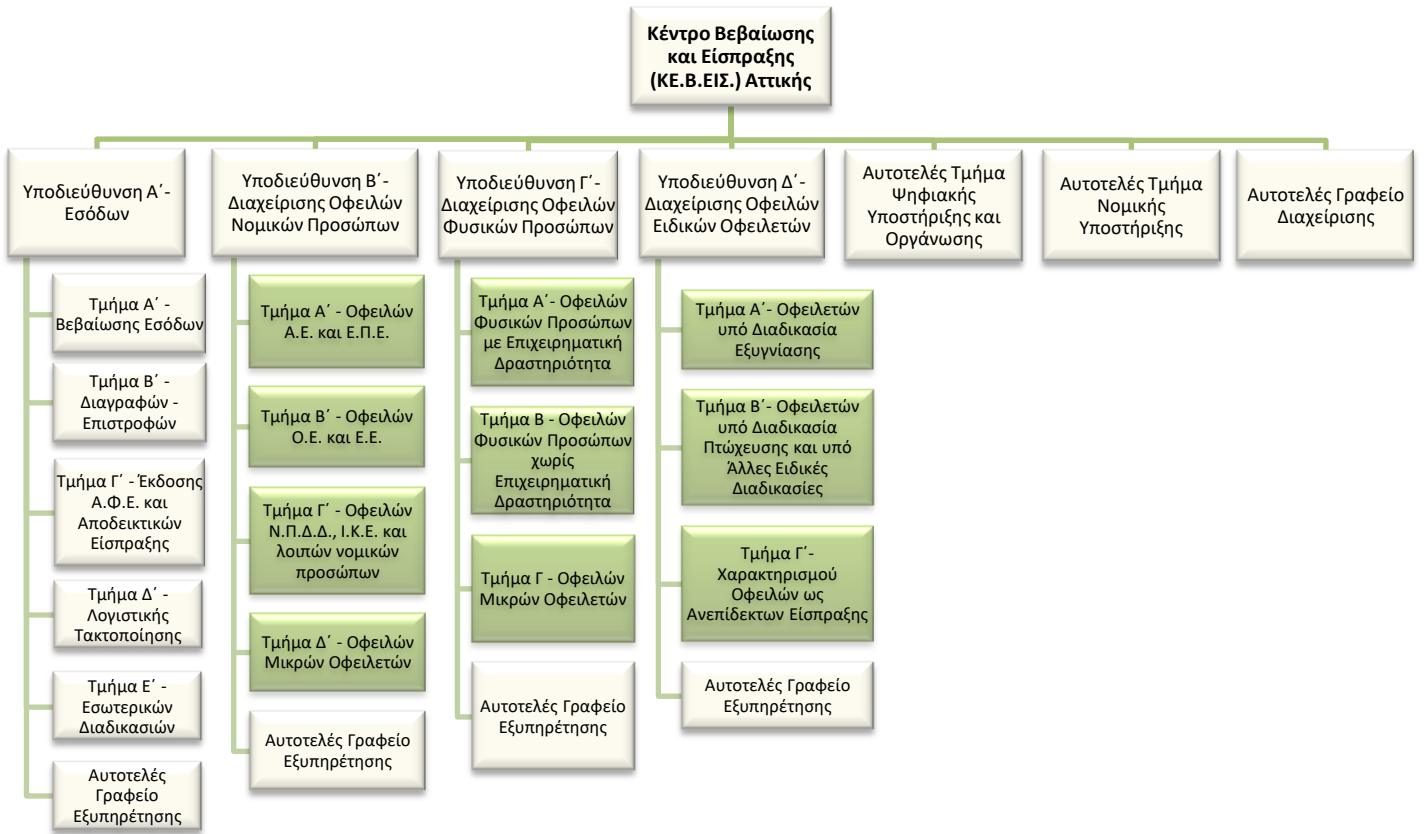 Κέντρο Βεβαίωσης
και Είσπραξης
(ΚΕ.Β.ΕΙΣ.) Αττικής
Υποδιεύθυνση Α΄-
Εσόδων
Υποδιεύθυνση Β΄-
Διαχείρισης Οφειλών
Νομικών Προσώπων
Υποδιεύθυνση Γ΄-
Διαχείρισης Οφειλών
Φυσικών Προσώπων
Υποδιεύθυνση Δ΄-
Διαχείρισης Οφειλών
Ειδικών Οφειλετών
Αυτοτελές Τμήμα
Ψηφιακής
Υποστήριξης και
Οργάνωσης
Αυτοτελές Τμήμα
Νομικής
Υποστήριξης
Αυτοτελές Γραφείο
Διαχείρισης
Τμήμα Α΄ -
Βεβαίωσης Εσόδων
Τμήμα Β΄ -
Διαγραφών -
Επιστροφών
Τμήμα Γ΄ - Έκδοσης
Α.Φ.Ε. και
Αποδεικτικών
Είσπραξης
Τμήμα Δ΄ -
Λογιστικής
Τακτοποίησης
Τμήμα Ε΄ -
Εσωτερικών
Διαδικασιών
Αυτοτελές
Γραφείο
Εξυπηρέτησης
Τμήμα Α΄ - Οφειλών
Α.Ε. και Ε.Π.Ε.
Τμήμα Β΄ - Οφειλών
Ο.Ε. και Ε.Ε.
Τμήμα Γ΄ - Οφειλών
Ν.Π.Δ.Δ., Ι.Κ.Ε. και
λοιπών νομικών
προσώπων
Τμήμα Δ΄ - Οφειλών
Μικρών Οφειλετών
Αυτοτελές Γραφείο
Εξυπηρέτησης
Τμήμα Α΄- Οφειλών
Φυσικών Προσώπων
με Επιχειρηματική
Δραστηριότητα
Τμήμα Β - Οφειλών
Φυσικών Προσώπων
χωρίς
Επιχειρηματική
Δραστηριότητα
Τμήμα Γ - Οφειλών
Μικρών Οφειλετών
Αυτοτελές Γραφείο
Εξυπηρέτησης
Τμήμα Α΄- Οφειλετών
υπό Διαδικασία
Εξυγνίασης
Τμήμα Β΄- Οφειλετών
υπό Διαδικασία
Πτώχευσης και υπό
Άλλες Ειδικές
Διαδικασίες
Τμήμα Γ΄-
Χαρακτηρισμού
Οφειλών ως
Ανεπίδεκτων Είσπραξης
Αυτοτελές Γραφείο
Εξυπηρέτησης